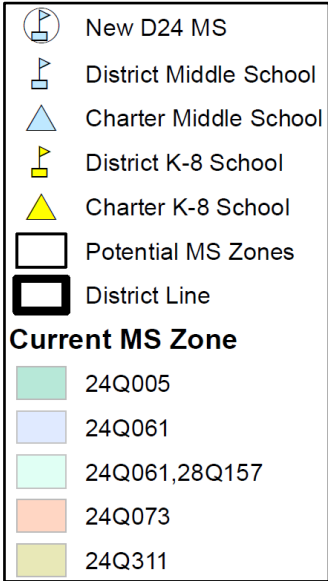 New D24 MS
District Middle School
Charter Middle School
District K-8 School
Charter K-8 School
Potential MS Zones
District Line
Current MS Zone
24Q005
24Q061
24Q061,28Q157
24Q073
24Q311